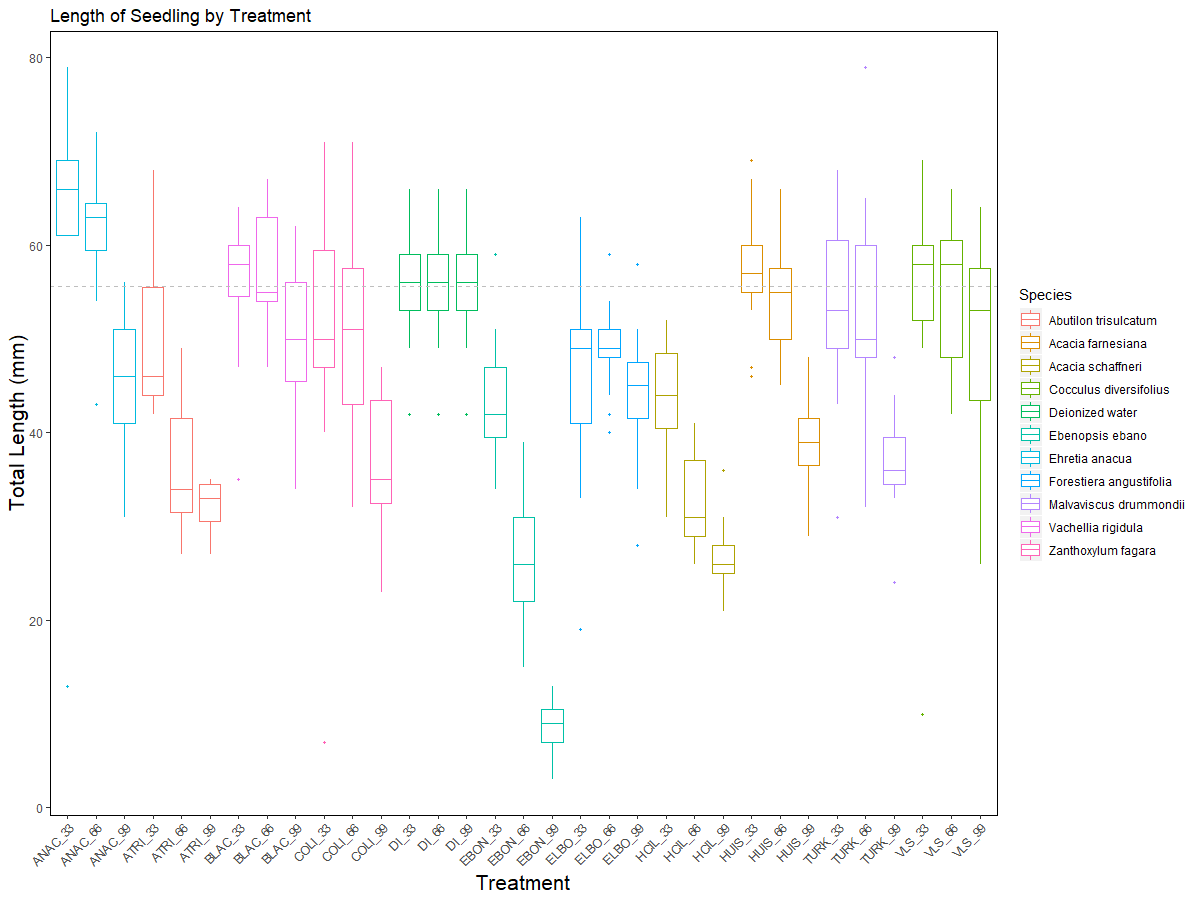 Length of Seedling by Treatment
80
60
40
20
0
Total Length (mm)
ANAC_33
ANAC_66
ANAC_99
ATRI_33
ATRI_66
ATRI_99
BLAC_33
BLAC_66
BLAC_99
COLI_33
COLI_66
COLI_99
DI_33
DI_66
DI_99
EBON_33
EBON_66
EBON_99
ELBO_33
ELBO_66
ELBO_99
HCIL_33
HCIL_66
HCIL_99
HUIS_33
HUIS_66
HUIS_99
TURK_33
TURK_66
TURK_99
VLS_33
VLS_66
VLS_99
Treatment
Species
Abutilon trisulcatum
Acacia farnesiana
Acacia schaffneri
Cocculus diversifolius
Deionized water
Ebenopsis ebano
Ehretia anacua
Forestiera angustifolia
Malvaviscus drummondii
Vachellia rigidula
Zanthoxylum fagara